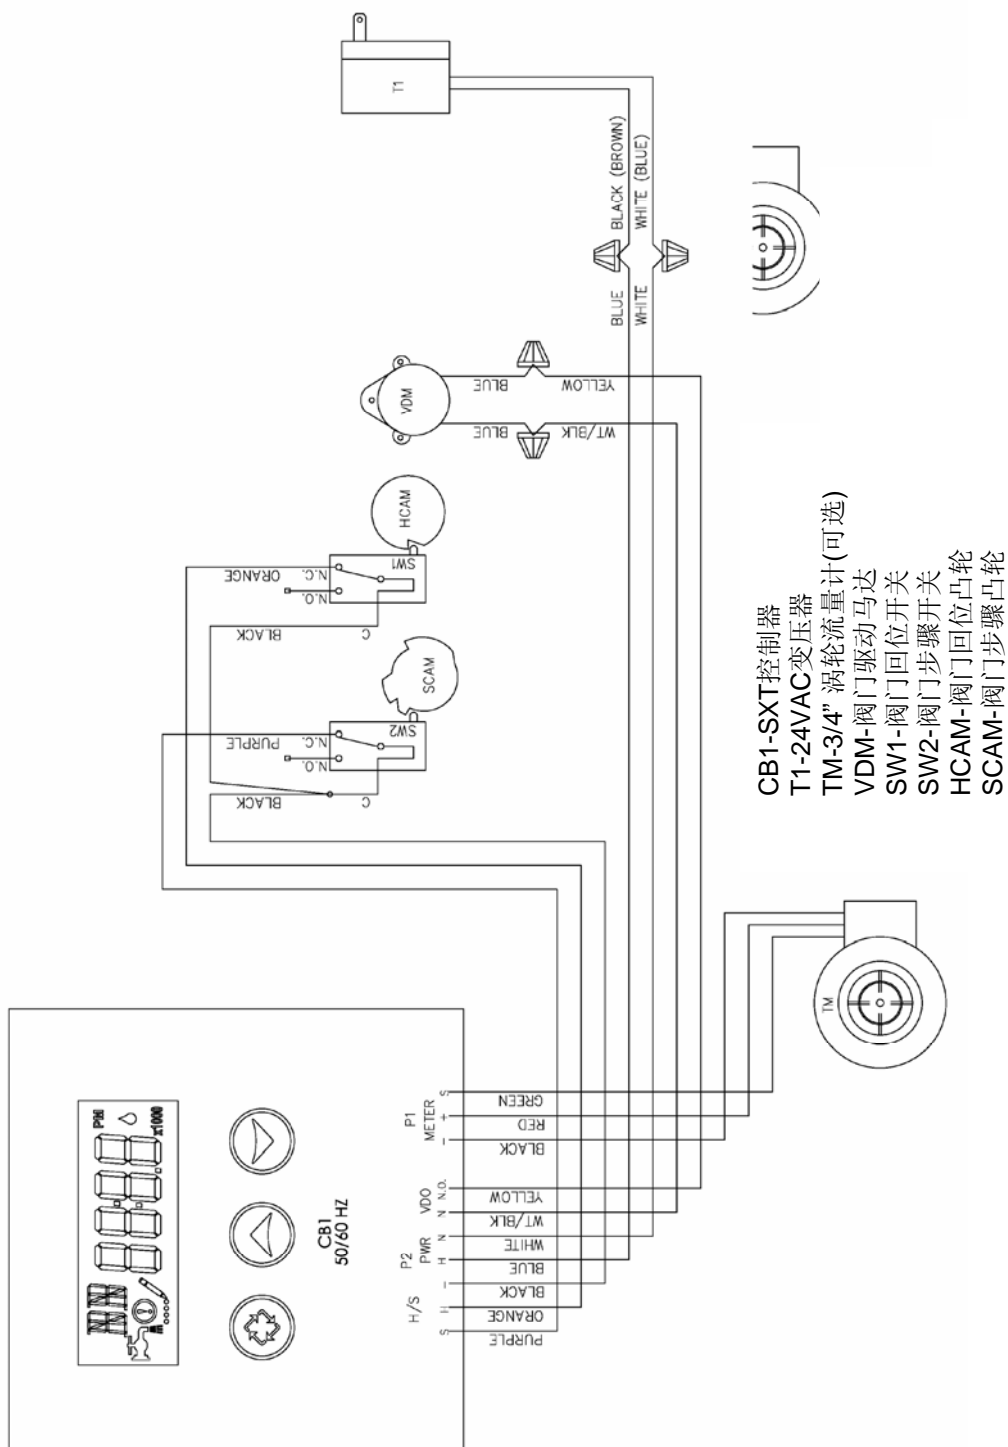 T1
BLACK (BROWN)
WHITE (BLUE)
BLUE
WHITE
VDM
BLUE
YELLOW
BLUE
WT/BLK
HCAM
SW1
ORANGE
N.C.
N.O.
BLACK
C
SCAM
SW2
PURPLE
N.C.
N.O.
BLACK
C
PM
x1000
CB1
50/60 HZ
P1
METER
S
+
-
GREEN
RED
BLACK
VDO
N.O.
N
YELLOW
WT/BLK
P2
PWR
N
H
WHITE
BLUE
H/S
I
H
S
BLACK
ORANGE
PURPLE
TM
CB1-SXT控制器
T1-24VAC变压器
TM-3/4” 涡轮流量计(可选)
VDM-阀门驱动马达
SW1-阀门回位开关
SW2-阀门步骤开关
HCAM-阀门回位凸轮
SCAM-阀门步骤凸轮